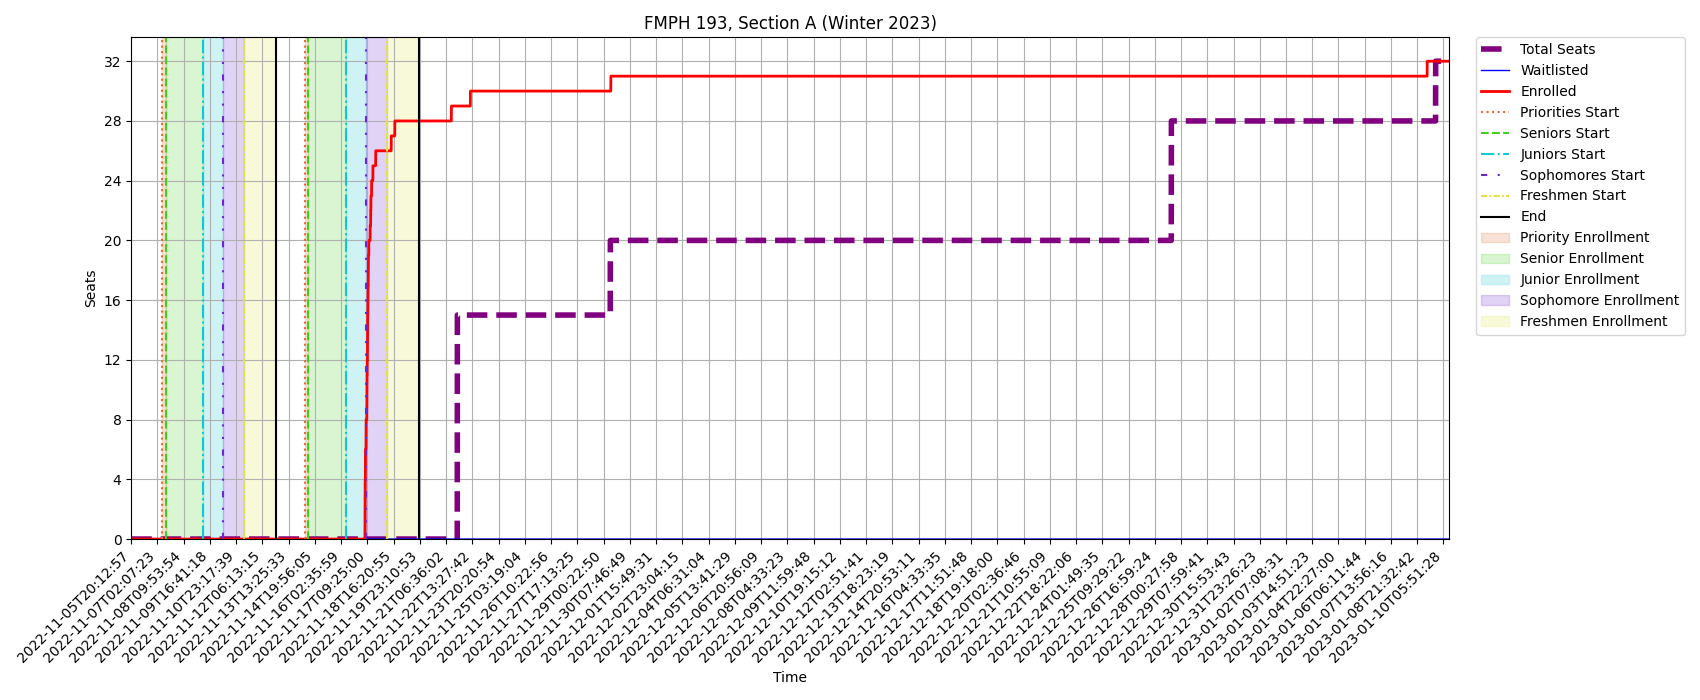 FMPH 193, Section A (Winter 2023)
Seats
32
28
24
20
16
12
8
4
0
2022-11-05T20:12:57
2022-11-07T02:07:23
2022-11-08T09:53:54
2022-11-09T16:41:18
2022-11-10T23:17:39
2022-11-12T06:13:15
2022-11-13T13:25:33
2022-11-14T19:56:05
2022-11-16T02:35:59
2022-11-17T09:25:00
2022-11-18T16:20:55
2022-11-19T23:10:53
2022-11-21T06:36:02
2022-11-22T13:27:42
2022-11-23T20:20:54
2022-11-25T03:19:04
2022-11-26T10:22:56
2022-11-27T17:13:25
2022-11-29T00:22:50
2022-11-30T07:46:49
2022-12-01T15:49:31
2022-12-02T23:04:15
2022-12-04T06:31:04
2022-12-05T13:41:29
2022-12-06T20:56:09
2022-12-08T04:33:23
2022-12-09T11:59:48
2022-12-10T19:15:12
2022-12-12T02:51:41
2022-12-13T18:23:19
2022-12-14T20:53:11
2022-12-16T04:33:35
2022-12-17T11:51:48
2022-12-18T19:18:00
2022-12-20T02:36:46
2022-12-21T10:55:09
2022-12-22T18:22:06
2022-12-24T01:49:35
2022-12-25T09:29:22
2022-12-26T16:59:24
2022-12-28T00:27:58
2022-12-29T07:59:41
2022-12-30T15:53:43
2022-12-31T23:26:23
2023-01-02T07:08:31
2023-01-03T14:51:23
2023-01-04T22:27:00
2023-01-06T06:11:44
2023-01-07T13:56:16
2023-01-08T21:32:42
2023-01-10T05:51:28
Time
Total Seats
Waitlisted
Enrolled
Priorities Start
Seniors Start
Juniors Start
Sophomores Start
Freshmen Start
End
Priority Enrollment
Senior Enrollment
Junior Enrollment
Sophomore Enrollment
Freshmen Enrollment